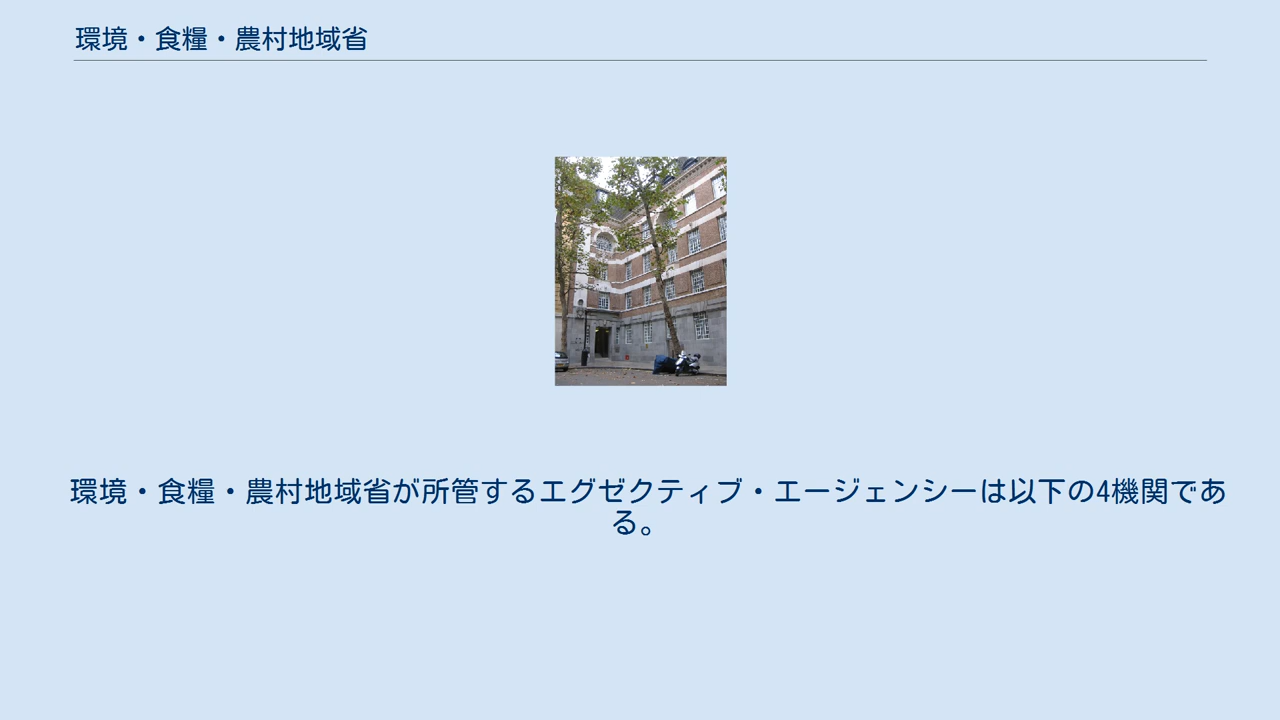 環境・食糧・農村地域省
環境・食糧・農村地域省が所管するエグゼクティブ・エージェンシーは以下の4機関であ
る。